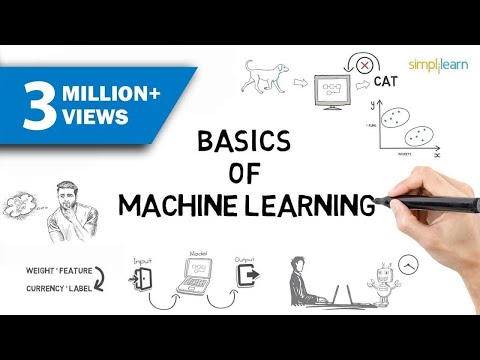 3 MILLION+
VIEWS
simplilearn
CAT
Y
X
BASICS
OF
MACHINE LEARNING
WEIGHT * FEATURE
CURRENCY * LABEL
Input
Model
Output